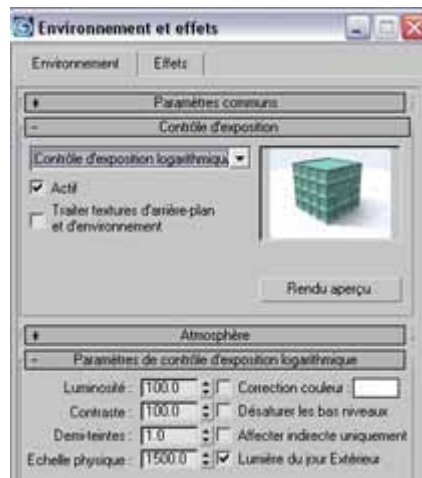 Environnement et effets
Environnement Effets
+ Paramètres communs
- Contrôle d'exposition
Contrôle d'exposition logarithmiqu
Actif
Traiter textures d'arrière-plan
et d'environnement
Rendu aperçu
+ Atmosphère
- Paramètres de contrôle d'exposition logarithmique
Luminosité : 100.0 Correction couleur :
Contraste : 100.0 Désaturer les bas niveaux
Demi-teintes : 1.0 Affecter indirecte uniquement
Echelle physique : 1500.0 Lumière du jour Extérieur